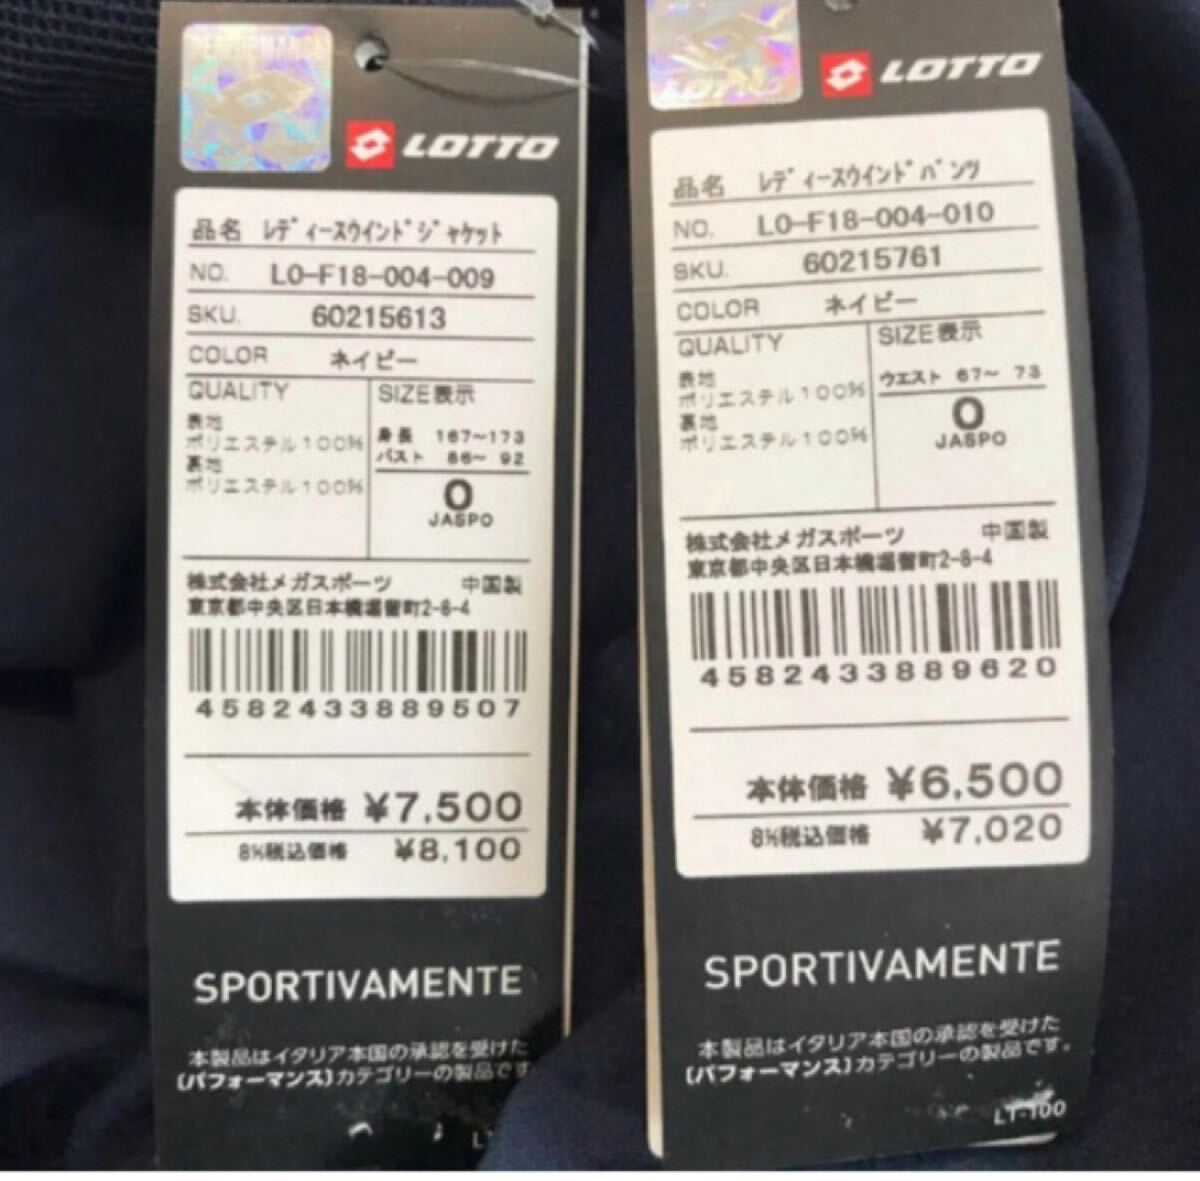 PERFORMANCE
LOTTO
品名 レディースウインドジャケット
NO. LO-F18-004-009
SKU. 60215613
COLOR ネイビー
QUALITY
表地
ポリエステル100%
裏地
ポリエステル100%
SIZE表示
身長 167〜173
バスト 86〜 92
O
JASPO
株式会社メガスポーツ 中国製
東京都中央区日本橋堀留町2-8-4
4582433889507
本体価格 ¥7,500
8%税込価格 ¥8,100
SPORTIVAMENTE
本製品はイタリア本国の承認を受けた
(パフォーマンス)カテゴリーの製品です
LOTTO
LOTTO
品名 レディースウインドパンツ
NO. LO-F18-004-010
SKU. 60215761
COLOR ネイビー
QUALITY
表地
ポリエステル100%
裏地
ポリエステル100%
SIZE表示
ウエスト 67〜 73
O
JASPO
株式会社メガスポーツ 中国製
東京都中央区日本橋堀留町2-8-4
4582433889620
本体価格 ¥6,500
8%税込価格 ¥7,020
SPORTIVAMENTE
本製品はイタリア本国の承認を受けた
(パフォーマンス)カテゴリーの製品です。
LT-100